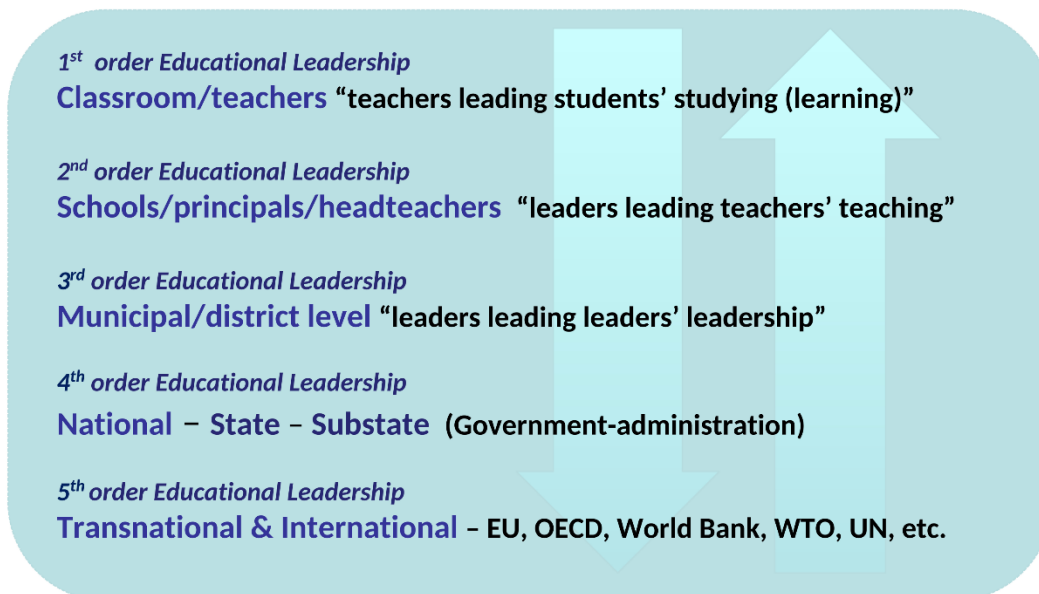 1st order Educational Leadership
Classroom/teachers “teachers leading students’ studying (learning)”
2nd order Educational Leadership
Schools/principals/headteachers “leaders leading teachers’ teaching”
3rd order Educational Leadership
Municipal/district level “leaders leading leaders’ leadership”
4th order Educational Leadership
National – State – Substate (Government-administration)
5th order Educational Leadership
Transnational & International – EU, OECD, World Bank, WTO, UN, etc.